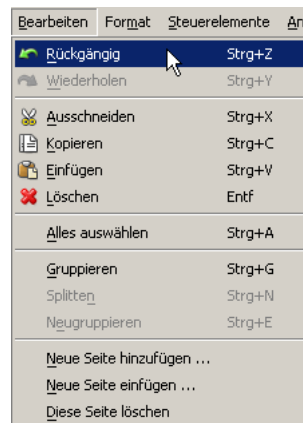 Bearbeiten Format Steuerelemente An
Rückgängig Strg+Z
Wiederholen Strg+Y
Ausschneiden Strg+X
Kopieren Strg+C
Einfügen Strg+V
Löschen Entf
Alles auswählen Strg+A
Gruppieren Strg+G
Splitten Strg+N
Neugruppieren Strg+E
Neue Seite hinzufügen ...
Neue Seite einfügen ...
Diese Seite löschen